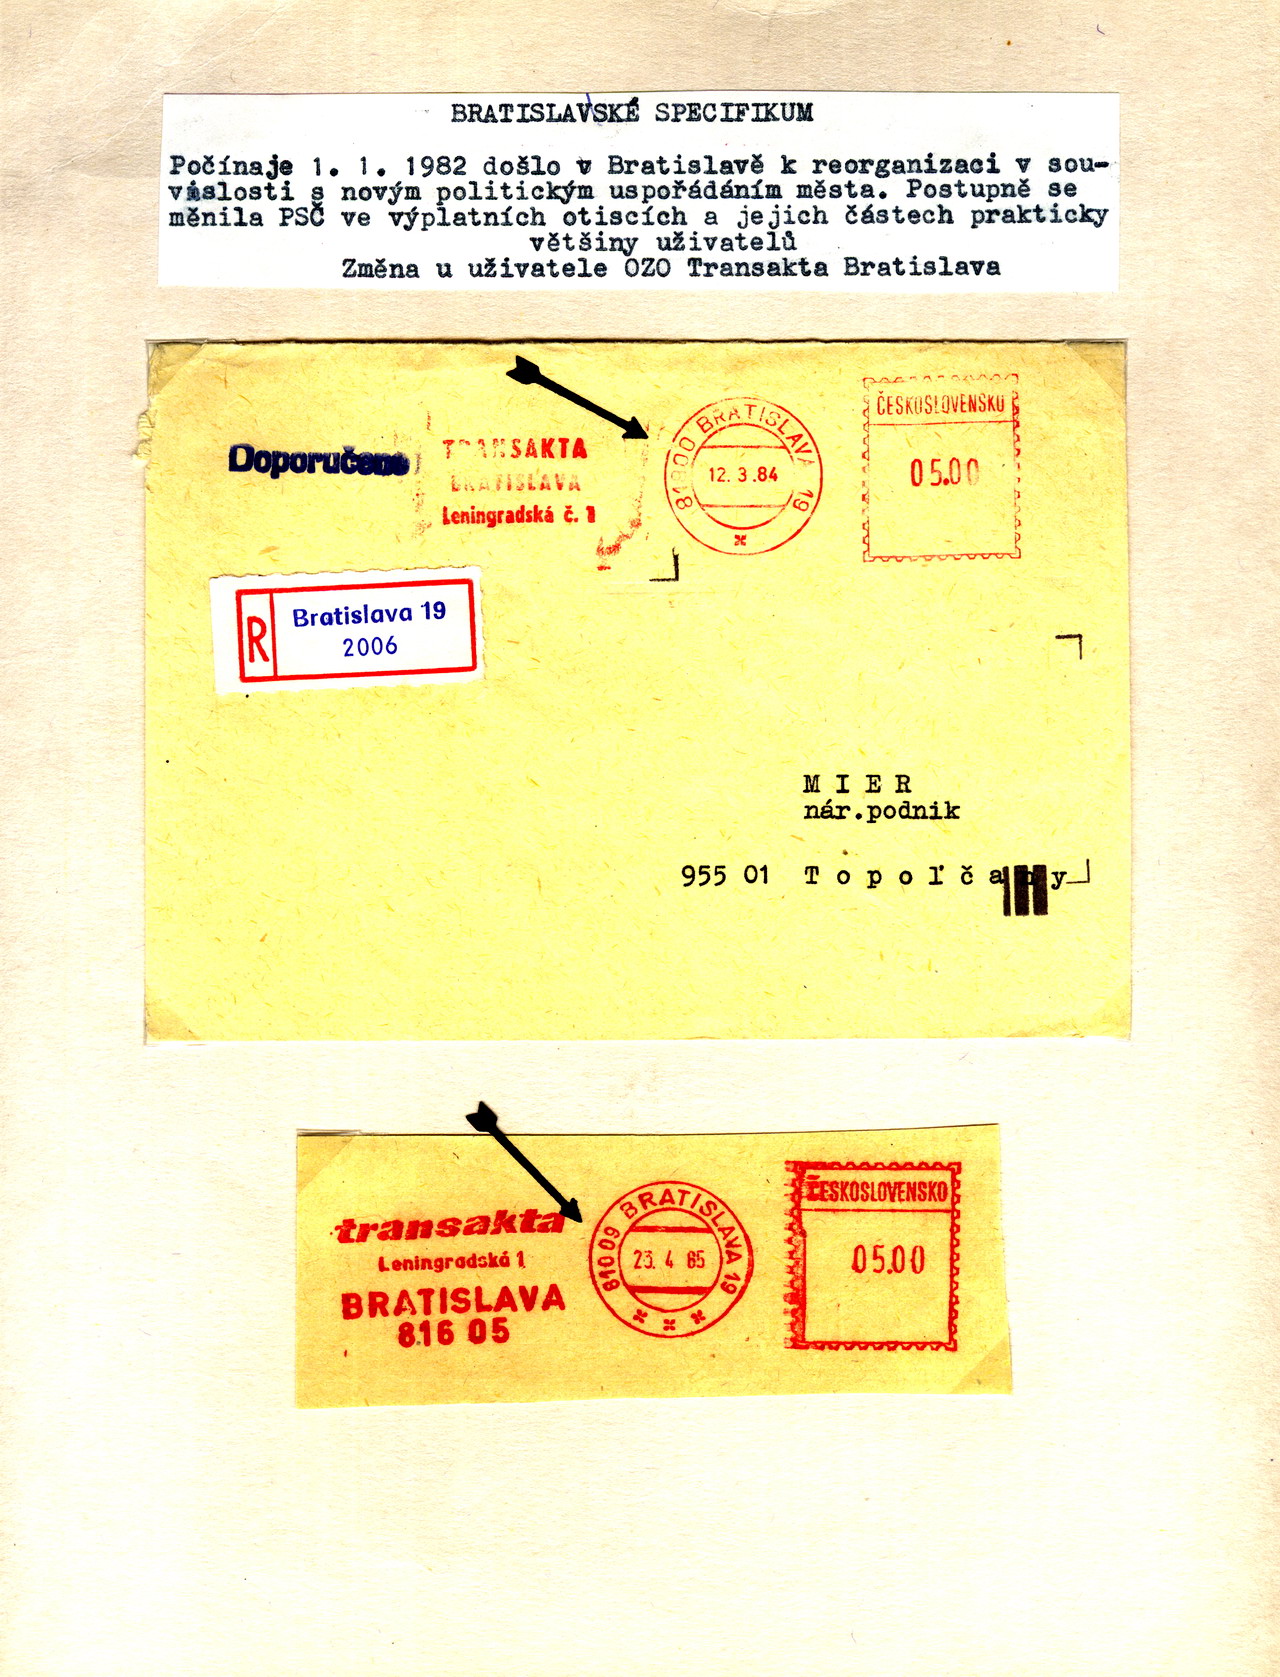 BRATISLAVSKÉ SPECIFIKUM
Počínaje 1. 1. 1982 došlo v Bratislavě k reorganizaci v sou-
vislosti s novým politickým uspořádáním města. Postupně se
měnila PSČ ve výplatních otiscích a jejich částech prakticky
většiny uživatelů
Změna u uživatele OZO Transakta Bratislava
Doporučene
TRANSAKTA
BRATISLAVA
Leningradská č. 1
81800 BRATISLAVA 19
12. 3.84
ČESKOSLOVENSKO
05.00
R
Bratislava 19
2006
M I E R
nár.podnik
955 01 T o p o ľ č a n y
transakta
Leningradská 1
BRATISLAVA
816 05
81009 BRATISLAVA 19
23. 4 85
ČESKOSLOVENSKO
05.00